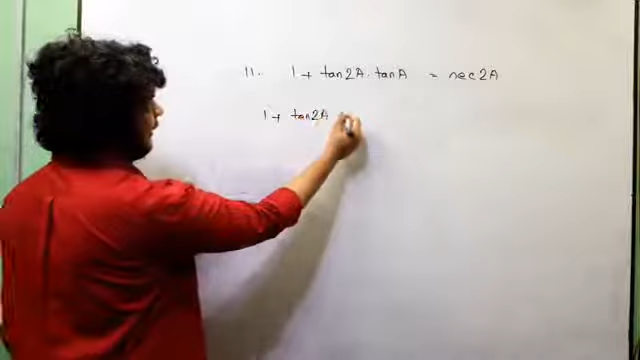 11. 1 + tan2A · tanA = sec2A
1 + tan2A